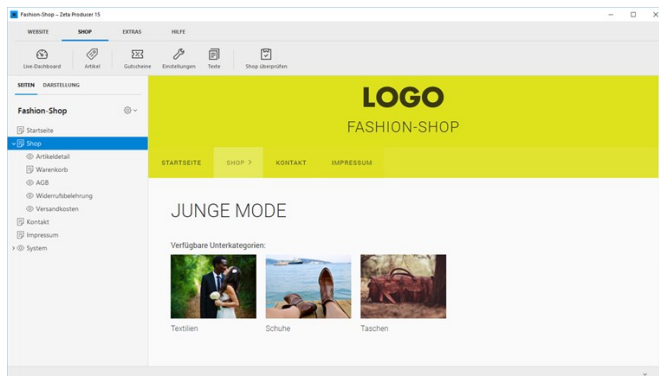 Fashion-Shop – Zeta Producer 15
WEBSITE SHOP EXTRAS HILFE
Live-Dashboard Artikel Gutscheine Einstellungen Texte Shop überprüfen
SEITEN DARSTELLUNG
Fashion-Shop
Startseite
Shop
Artikeldetail
Warenkorb
AGB
Widerrufsbelehrung
Versandkosten
Kontakt
Impressum
System
LOGO
FASHION-SHOP
STARTSEITE SHOP > KONTAKT IMPRESSUM
JUNGE MODE
Verfügbare Unterkategorien:
Textilien Schuhe Taschen